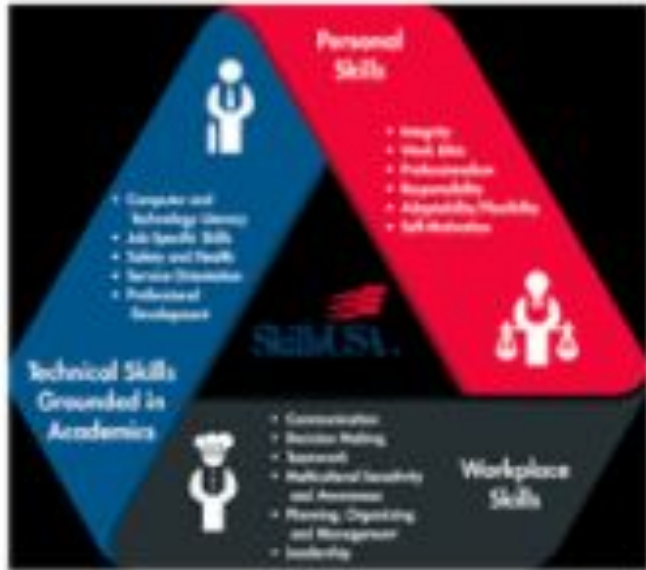 Personal
Skills
• Integrity
• Work Ethic
• Professionalism
• Responsibility
• Adaptability/Flexibility
• Self-Motivation
• Computer and
Technology Literacy
• Job-Specific Skills
• Safety and Health
• Service Orientation
• Professional
Development
SkillsUSA
Technical Skills
Grounded in
Academics
• Communication
• Decision Making
• Teamwork
• Multicultural Sensitivity
and Awareness
• Planning, Organizing
and Management
• Leadership
Workplace
Skills